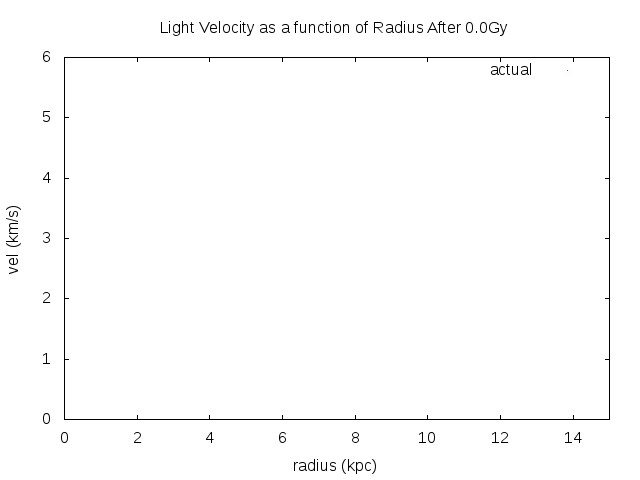 Light Velocity as a function of Radius After 0.0Gy
actual
6
5
4
3
2
1
0
vel (km/s)
0 2 4 6 8 10 12 14
radius (kpc)